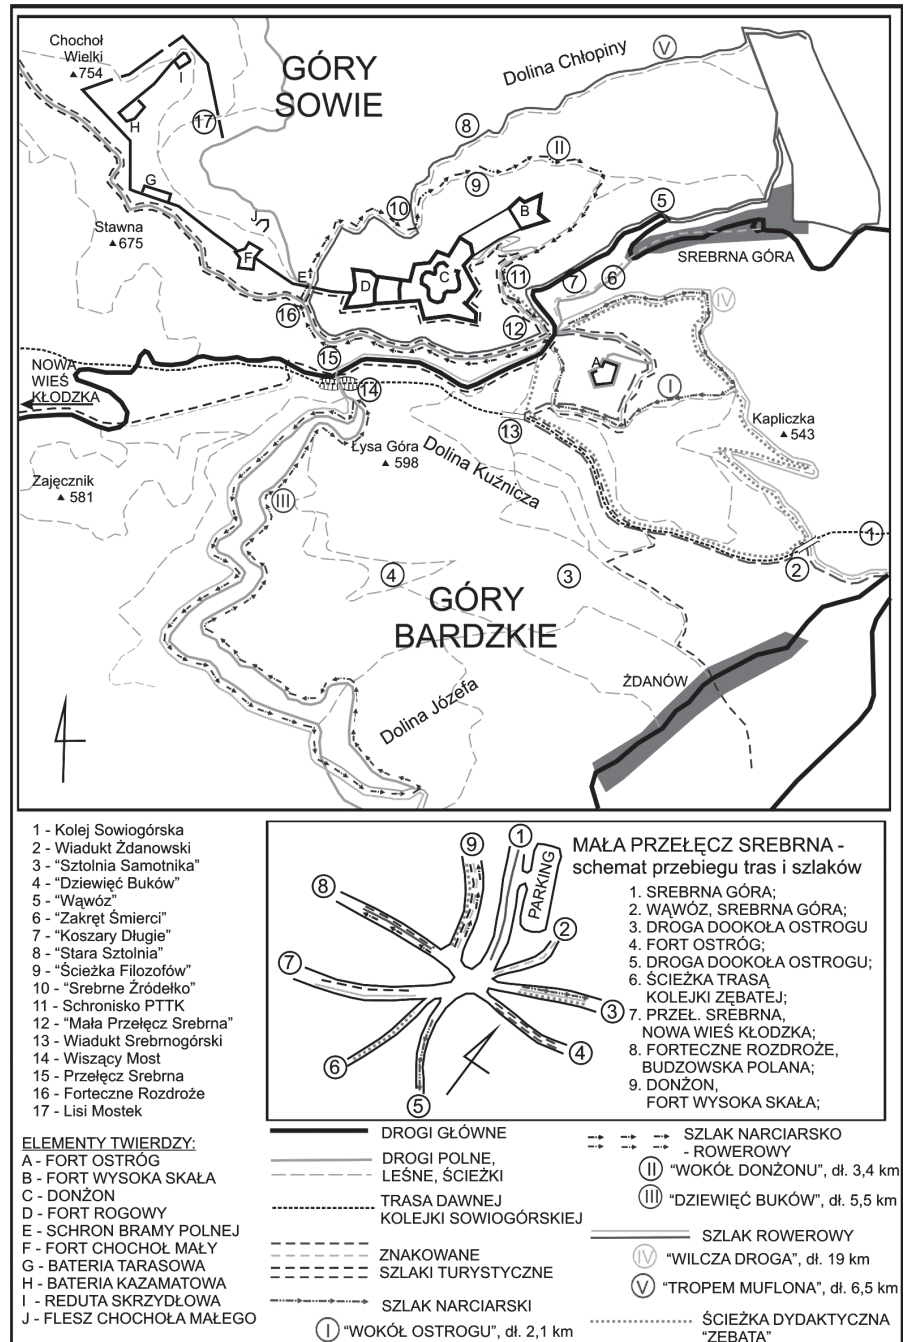 Chochoł
Wielki
▲754
GÓRY
SOWIE
Dolina Chłopiny
V
I
H
17
8
II
9
G
10
B
5
J
Stawna
▲675
F
E
D
C
11
7
6
SREBRNA GÓRA
16
12
IV
15
A
I
NOWA
WIEŚ
KŁODZKA
14
13
Kapliczka
▲543
Łysa Góra
▲ 598
Dolina Kuźnicza
Zajęcznik
▲ 581
III
1
2
4
3
GÓRY
BARDZKIE
ŻDANÓW
Dolina Józefa
1 - Kolej Sowiogórska
2 - Wiadukt Żdanowski
3 - “Sztolnia Samotnika”
4 - “Dziewięć Buków”
5 - “Wąwóz”
6 - “Zakręt Śmierci”
7 - “Koszary Długie”
8 - “Stara Sztolnia”
9 - “Ścieżka Filozofów”
10 - “Srebrne Źródełko”
11 - Schronisko PTTK
12 - “Mała Przełęcz Srebrna”
13 - Wiadukt Srebrnogórski
14 - Wiszący Most
15 - Przełęcz Srebrna
16 - Forteczne Rozdroże
17 - Lisi Mostek
ELEMENTY TWIERDZY:
A - FORT OSTRÓG
B - FORT WYSOKA SKAŁA
C - DONŻON
D - FORT ROGOWY
E - SCHRON BRAMY POLNEJ
F - FORT CHOCHOŁ MAŁY
G - BATERIA TARASOWA
H - BATERIA KAZAMATOWA
I - REDUTA SKRZYDŁOWA
J - FLESZ CHOCHOŁA MAŁEGO
9
1
PARKING
8
2
7
3
6
4
5
MAŁA PRZEŁĘCZ SREBRNA -
schemat przebiegu tras i szlaków
1. SREBRNA GÓRA;
2. WĄWÓZ, SREBRNA GÓRA;
3. DROGA DOOKOŁA OSTROGU
4. FORT OSTRÓG;
5. DROGA DOOKOŁA OSTROGU;
6. ŚCIEŻKA TRASĄ
KOLEJKI ZĘBATEJ;
7. PRZEŁ. SREBRNA,
NOWA WIEŚ KŁODZKA;
8. FORTECZNE ROZDROŻE,
BUDZOWSKA POLANA;
9. DONŻON,
FORT WYSOKA SKAŁA;
DROGI GŁÓWNE
DROGI POLNE,
LEŚNE, ŚCIEŻKI
TRASA DAWNEJ
KOLEJKI SOWIOGÓRSKIEJ
ZNAKOWANE
SZLAKI TURYSTYCZNE
SZLAK NARCIARSKI
I “WOKÓŁ OSTROGU”, dł. 2,1 km
SZLAK NARCIARSKO
- ROWEROWY
II “WOKÓŁ DONŻONU”, dł. 3,4 km
III “DZIEWIĘĆ BUKÓW”, dł. 5,5 km
SZLAK ROWEROWY
IV “WILCZA DROGA”, dł. 19 km
V “TROPEM MUFLONA”, dł. 6,5 km
ŚCIEŻKA DYDAKTYCZNA
“ZĘBATA”